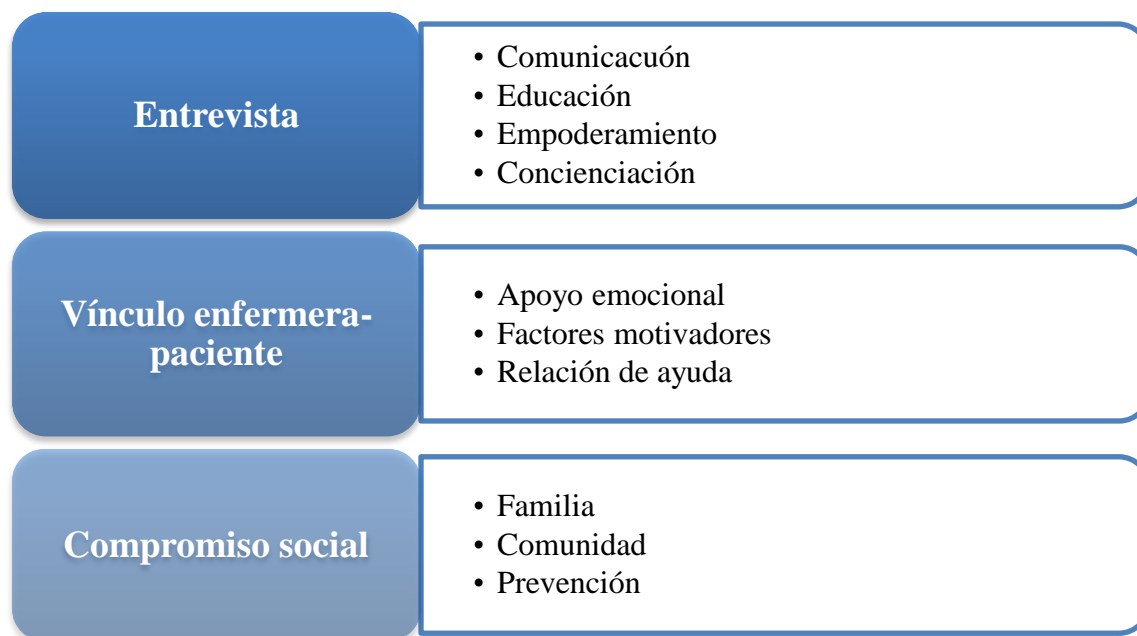 Entrevista
• Comunicacuón
• Educación
• Empoderamiento
• Concienciación
Vínculo enfermera-
paciente
• Apoyo emocional
• Factores motivadores
• Relación de ayuda
Compromiso social
• Familia
• Comunidad
• Prevención